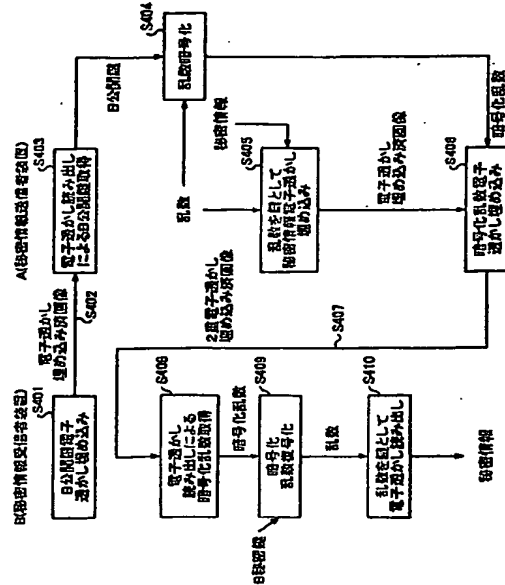 B(秘密情報受信者装置)
S401
B公開鍵電子
透かし埋め込み
電子透かし
埋め込み済画像
S402
A(秘密情報送信者装置)
S403
電子透かし読み出し
によるB公開鍵取得
B公開鍵
S404
乱数暗号化
乱数
秘密情報
S405
乱数を鍵として
秘密情報電子透かし
埋め込み
電子透かし
埋め込み済画像
暗号化乱数
S406
暗号化乱数電子
透かし埋め込み
2重電子透かし
埋め込み済画像
S407
S408
電子透かし
読み出しによる
暗号化乱数取得
暗号化乱数
B秘密鍵
S409
暗号化
乱数復号化
乱数
S410
乱数を鍵として
電子透かし読み出し
秘密情報